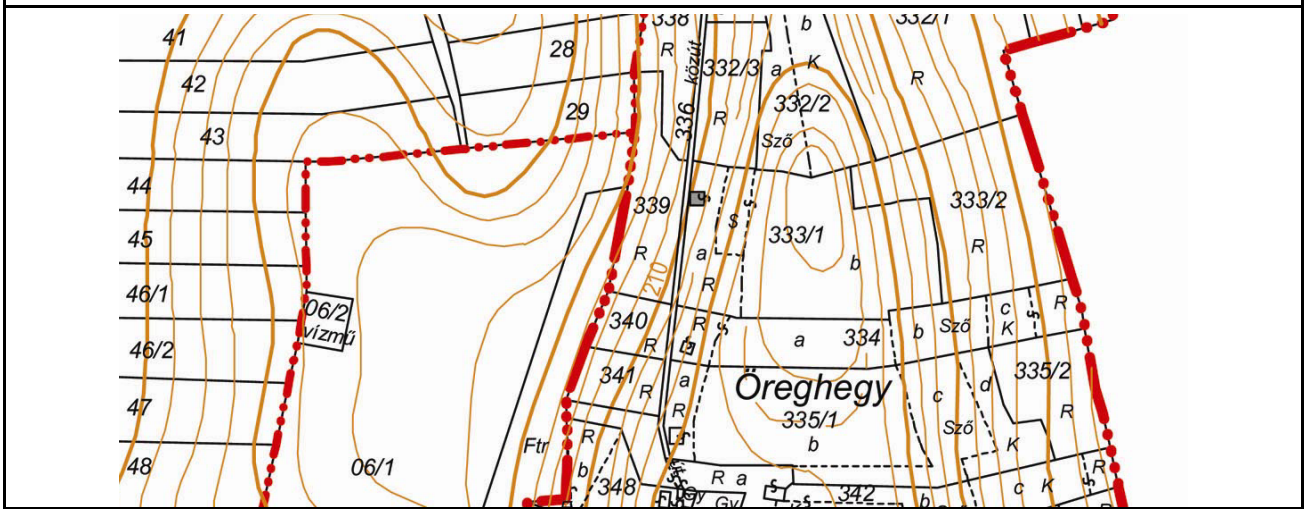 338
332/1
b
41
28
R
közút
332/3
a
K
R
42
332/2
29
336
R
43
Sző
44
339
333/2
$
333/1
45
R
a
b
R
210
R
46/1
06/2
vízmű
340
R
c
K
R
b
Sző
a
334
46/2
R
341
a
335/2
Öreghegy
d
47
R
R
c
R
335/1
Sző
Ftr
R
b
K
48
06/1
b
R
a
R
348
342
c
K
Gy
Gy
b